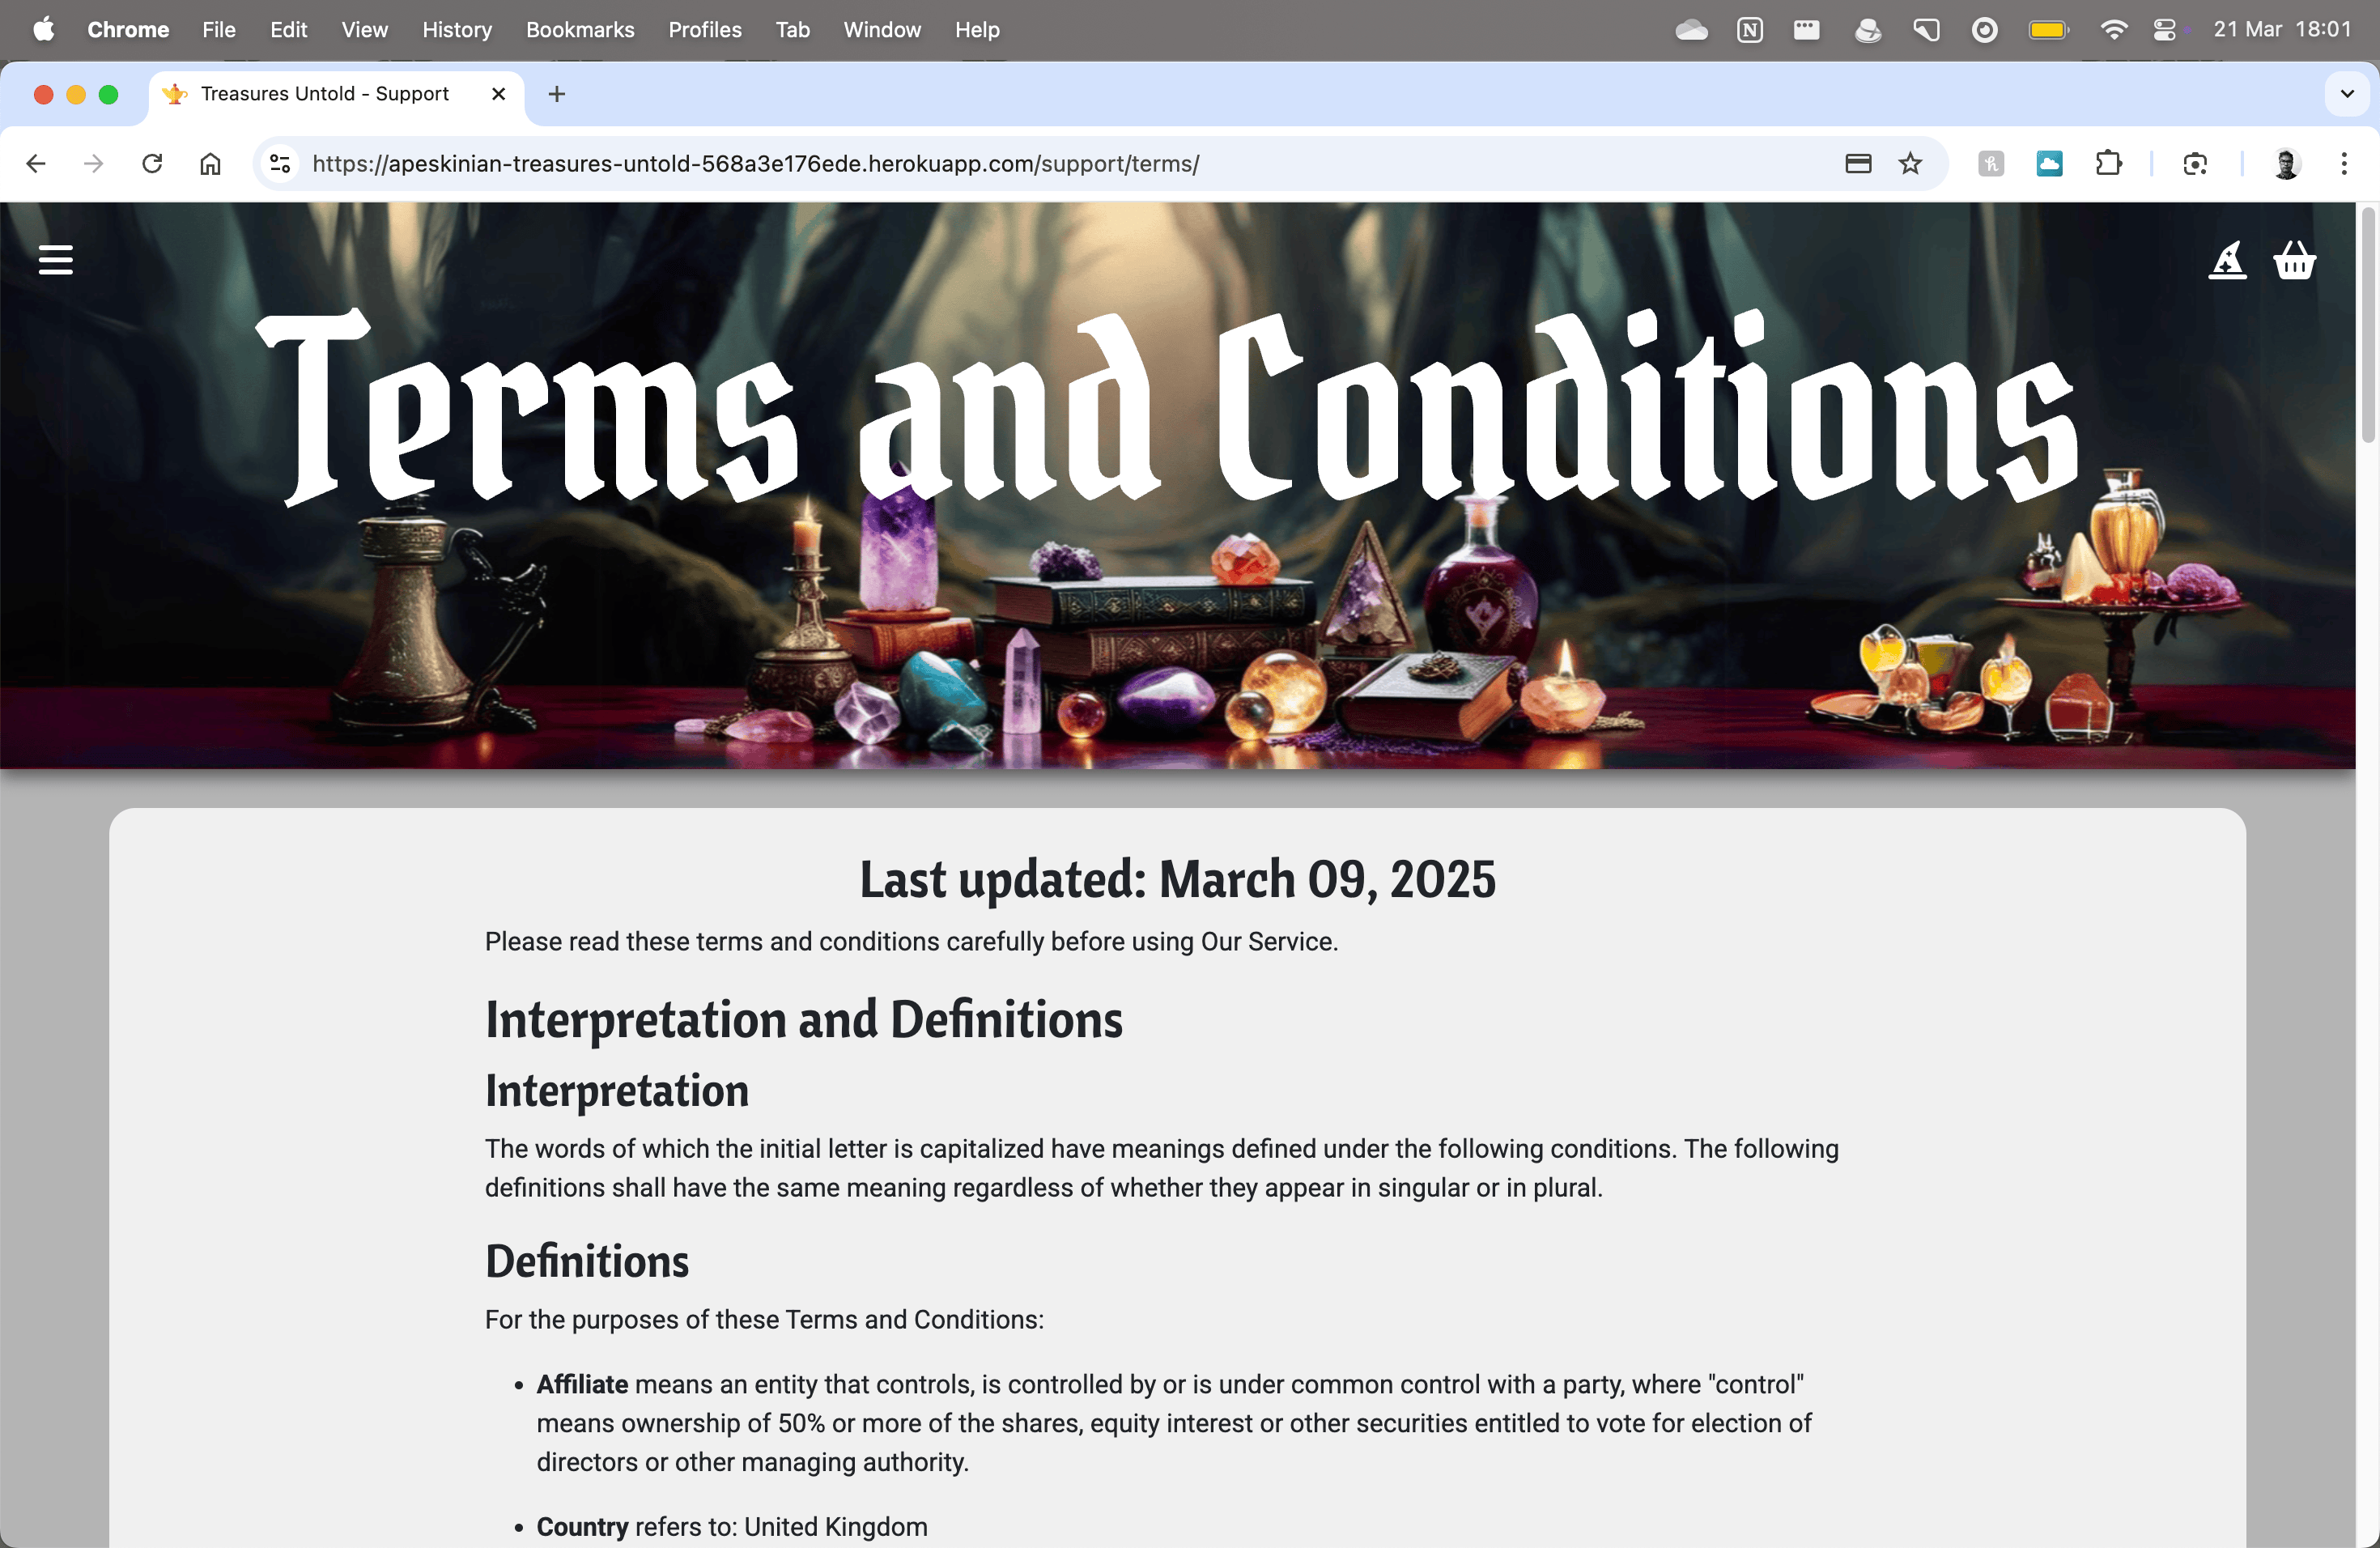 Chrome File Edit View History Bookmarks Profiles Tab Window Help 21 Mar 18:01
Treasures Untold - Support
https://apeskinian-treasures-untold-568a3e176ede.herokuapp.com/support/terms/
Terms and Conditions
Last updated: March 09, 2025
Please read these terms and conditions carefully before using Our Service.
Interpretation and Definitions
Interpretation
The words of which the initial letter is capitalized have meanings defined under the following conditions. The following
definitions shall have the same meaning regardless of whether they appear in singular or in plural.
Definitions
For the purposes of these Terms and Conditions:
• Affiliate means an entity that controls, is controlled by or is under common control with a party, where "control"
means ownership of 50% or more of the shares, equity interest or other securities entitled to vote for election of
directors or other managing authority.
• Country refers to: United Kingdom